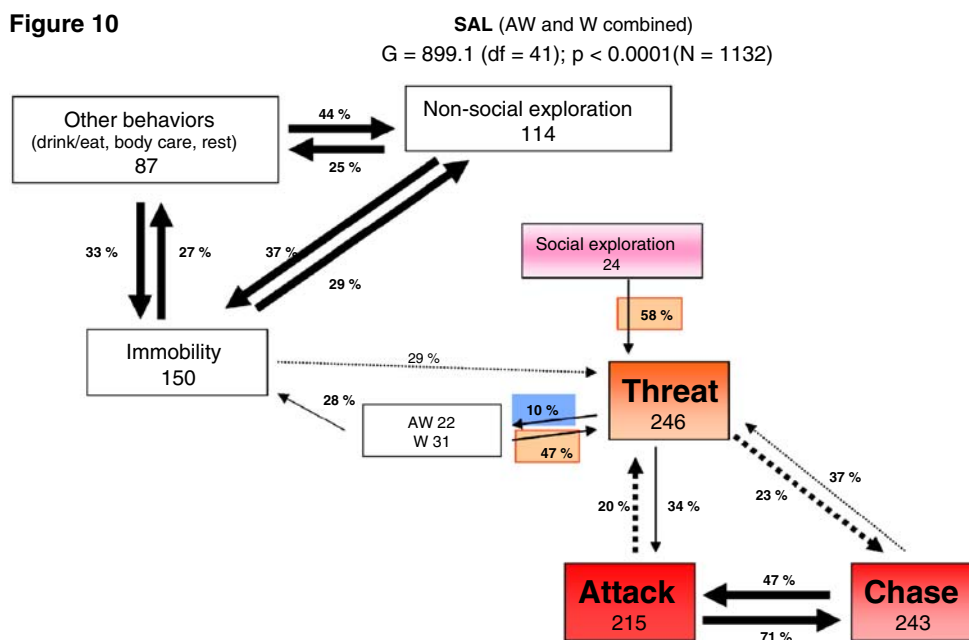 Figure 10
SAL (AW and W combined)
G = 899.1 (df = 41); p < 0.0001(N = 1132)
Other behaviors
(drink/eat, body care, rest)
87
44 %
25 %
Non-social exploration
114
33 %
27 %
37 %
29 %
Social exploration
24
58 %
Immobility
150
29 %
28 %
AW 22
W 31
10 %
47 %
Threat
246
20 %
34 %
23 %
37 %
Attack
215
47 %
71 %
Chase
243